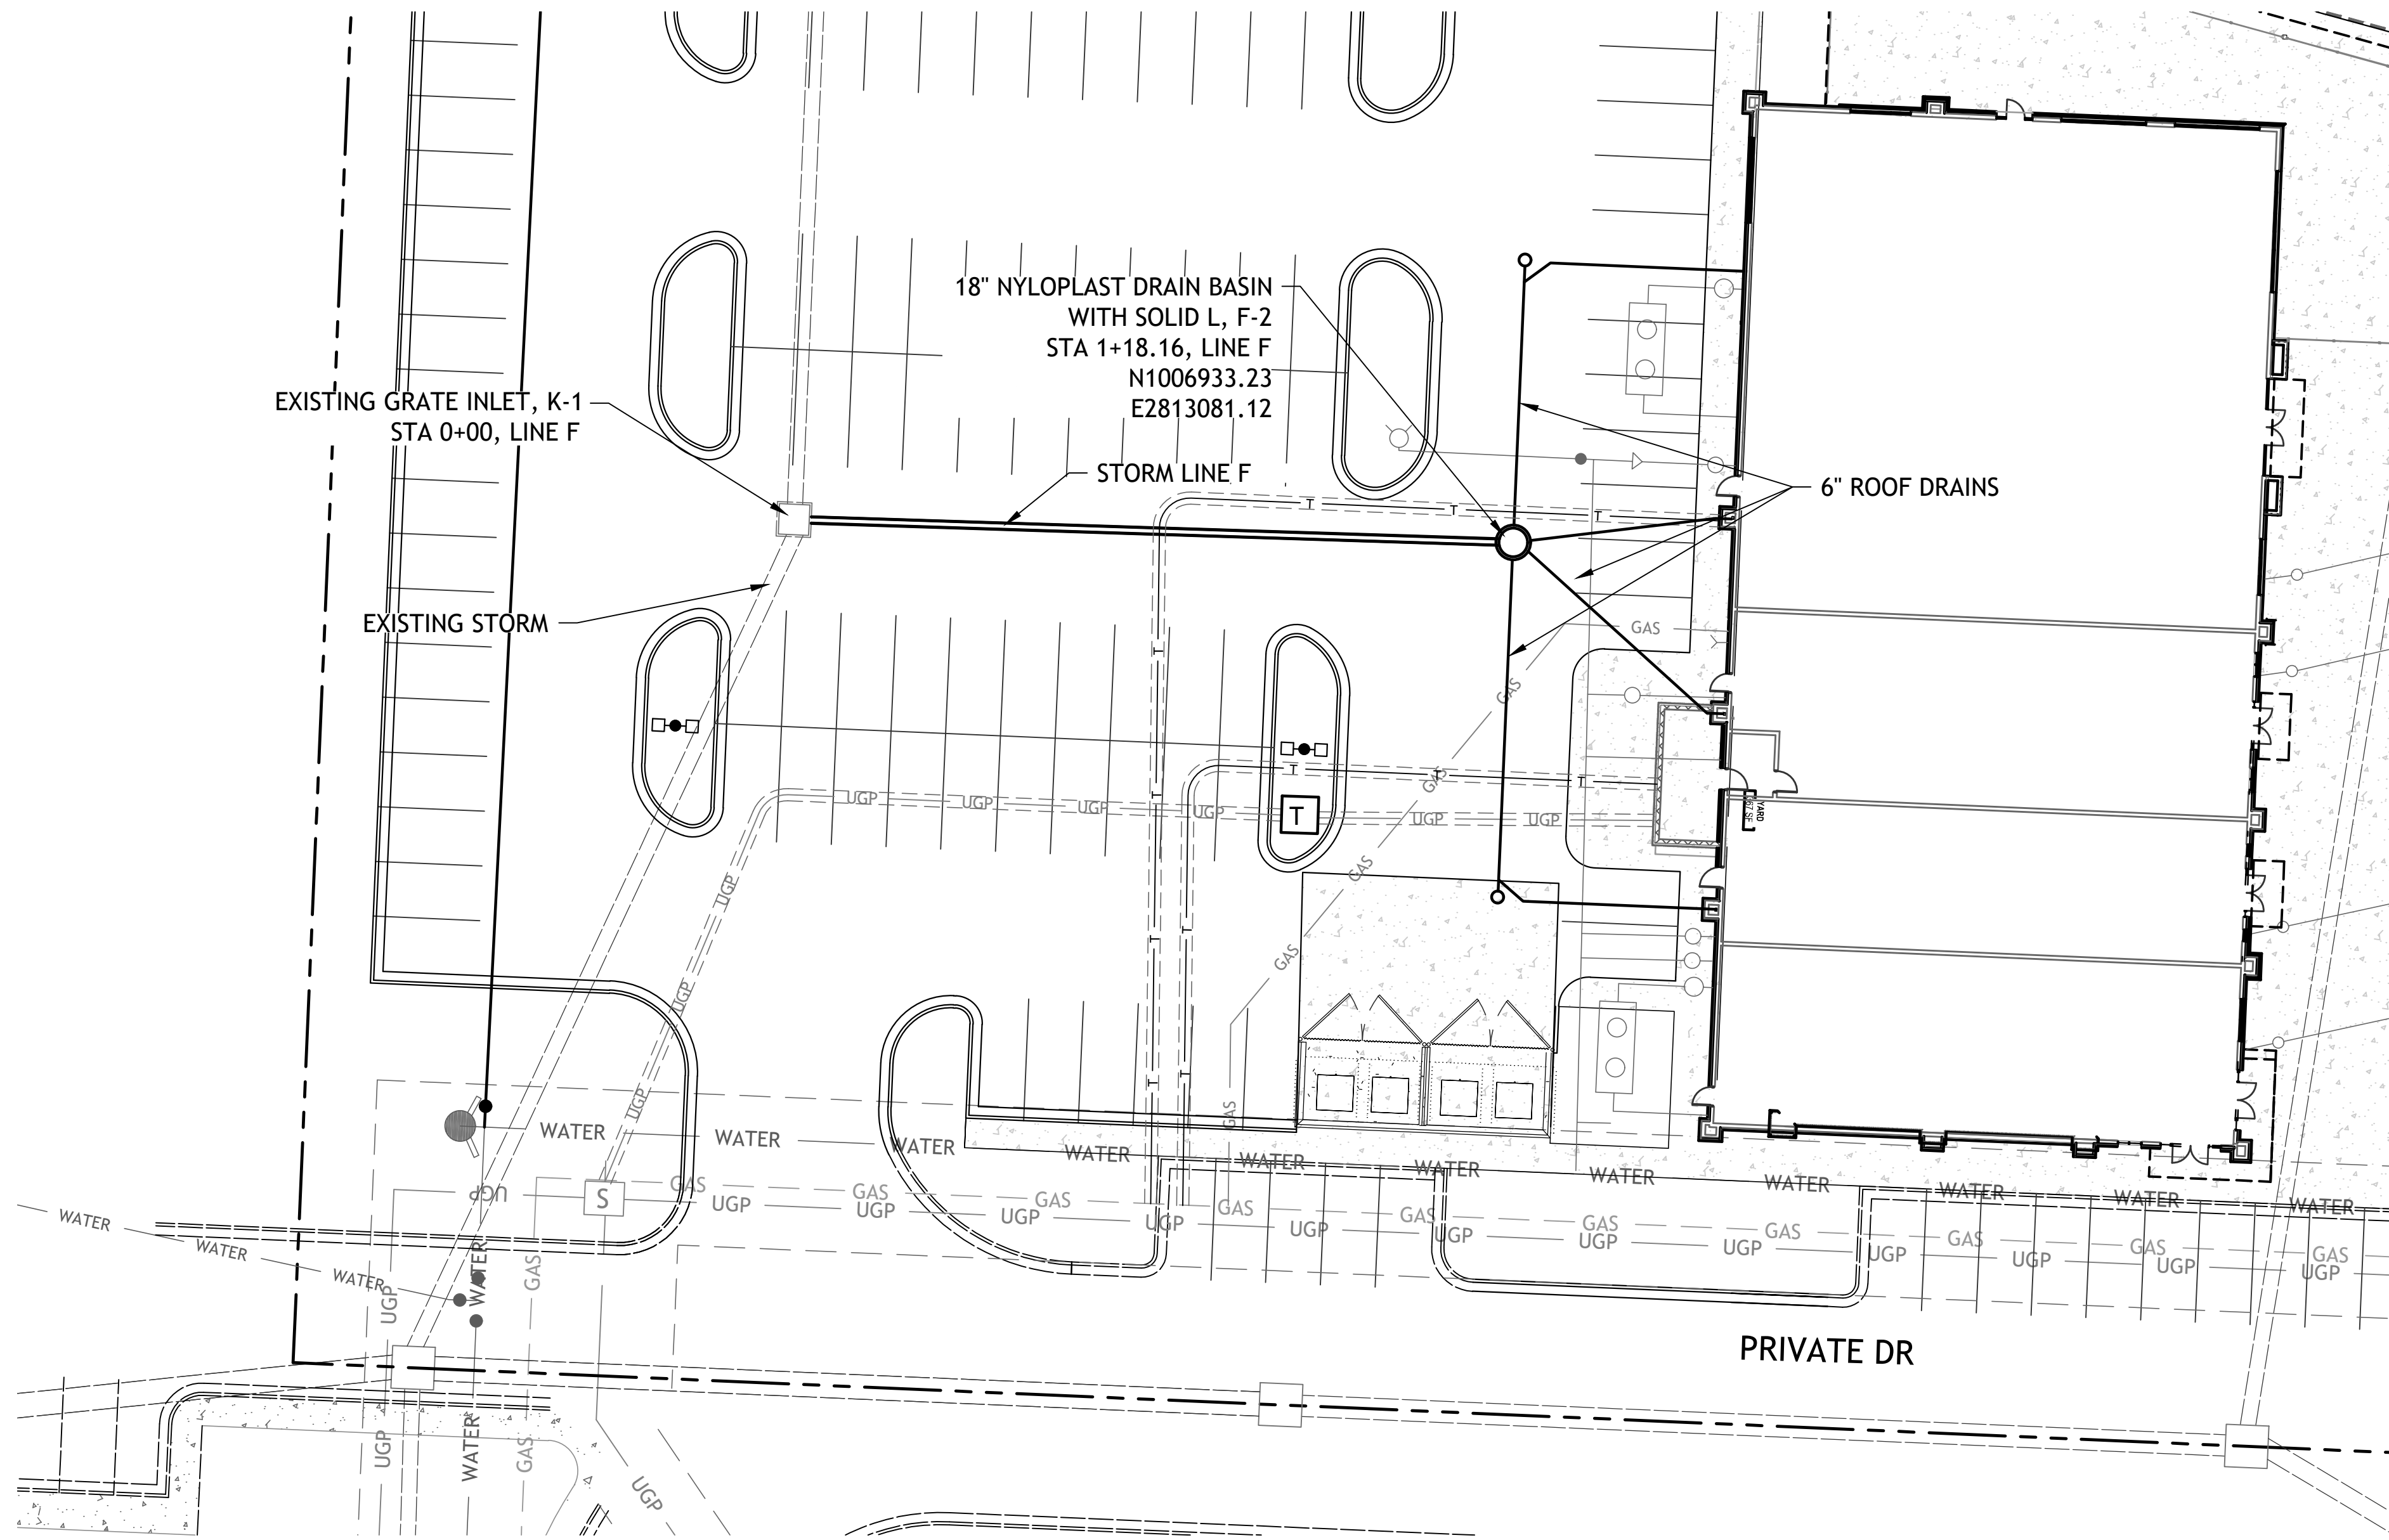 18" NYLOPLAST DRAIN BASIN
WITH SOLID L, F-2
STA 1+18.16, LINE F
N1006933.23
E2813081.12
EXISTING GRATE INLET, K-1
STA 0+00, LINE F
STORM LINE F
6" ROOF DRAINS
EXISTING STORM
T
T
T
GAS
T
GAS
T
T
T
GAS
UGP
UGP
UGP
UGP
T
UGP
UGP
T
YARD
67 SF
GAS
UGP
T
T
GAS
UGP
T
T
UGP
GAS
WATER
WATER
WATER
WATER
WATER
WATER
WATER
WATER
WATER
WATER
WATER
UGP
S
GAS
GAS
GAS
GAS
GAS
GAS
GAS
GAS
GAS
GAS
UGP
UGP
UGP
UGP
UGP
UGP
UGP
UGP
UGP
UGP
UGP
UGP
WATER
WATER
WATER
WATER
UGP
GAS
PRIVATE DR
UGP
WATER
GAS
UGP